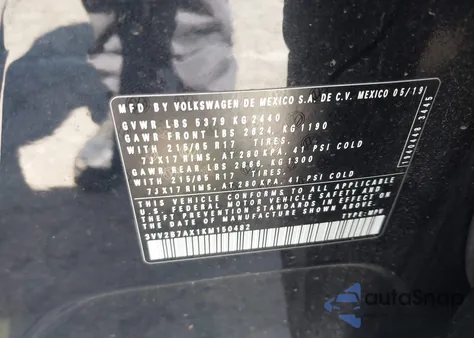 MFD BY VOLKSWAGEN DE MEXICO S.A. DE C.V. MEXICO 05/19
GVWR LBS 5379 KG 2440
GAWR FRONT LBS 2624, KG 1190
WITH 215/65 R17 TIRES,
7JX17 RIMS, AT 280 KPA, 41 PSI COLD
GAWR REAR LBS 2866, KG 1300
WITH 215/65 R17 TIRES,
7JX17 RIMS, AT 280 KPA, 41 PSI COLD
THIS VEHICLE CONFORMS TO ALL APPLICABLE
U.S. FEDERAL MOTOR VEHICLE SAFETY AND
THEFT PREVENTION STANDARDS IN EFFECT ON
THE DATE OF MANUFACTURE SHOWN ABOVE
3VV2B7AX1KM150482 TYPE: MPV
autoSnap